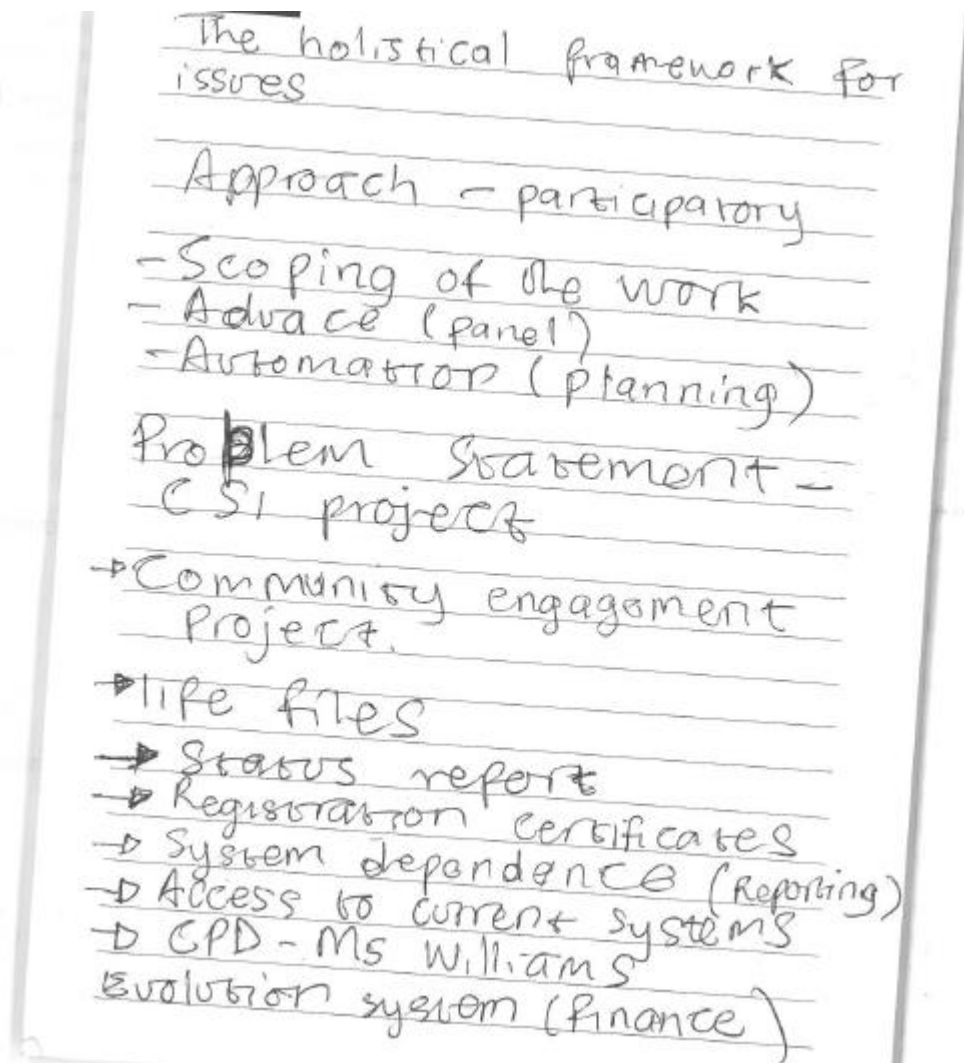 The holistical framework for
issues
Approach - participatory
- Scoping of the work
- Advace (panel)
- Automation (planning)
Problem Statement -
CSI project
→ Community engagement
Project.
→ life files
→ Status report
→ Registration certificates
→ System dependence (Reporting)
→ Access to current systems
→ CPD - Ms Williams
Evolution system (finance)